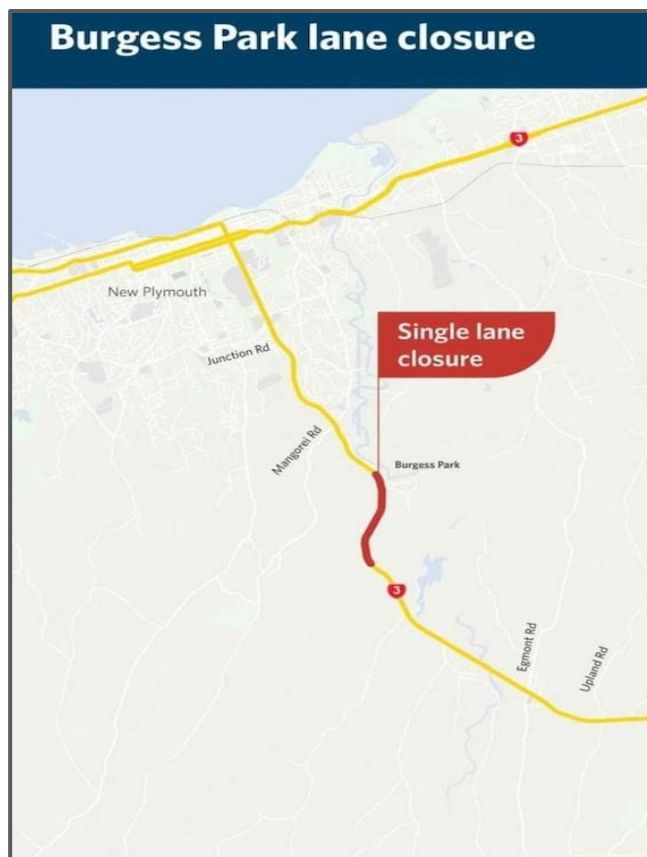 Burgess Park lane closure
3
New Plymouth
Single lane
closure
Junction Rd
Mangorei Rd
Burgess Park
3
Egmont Rd
Upland Rd